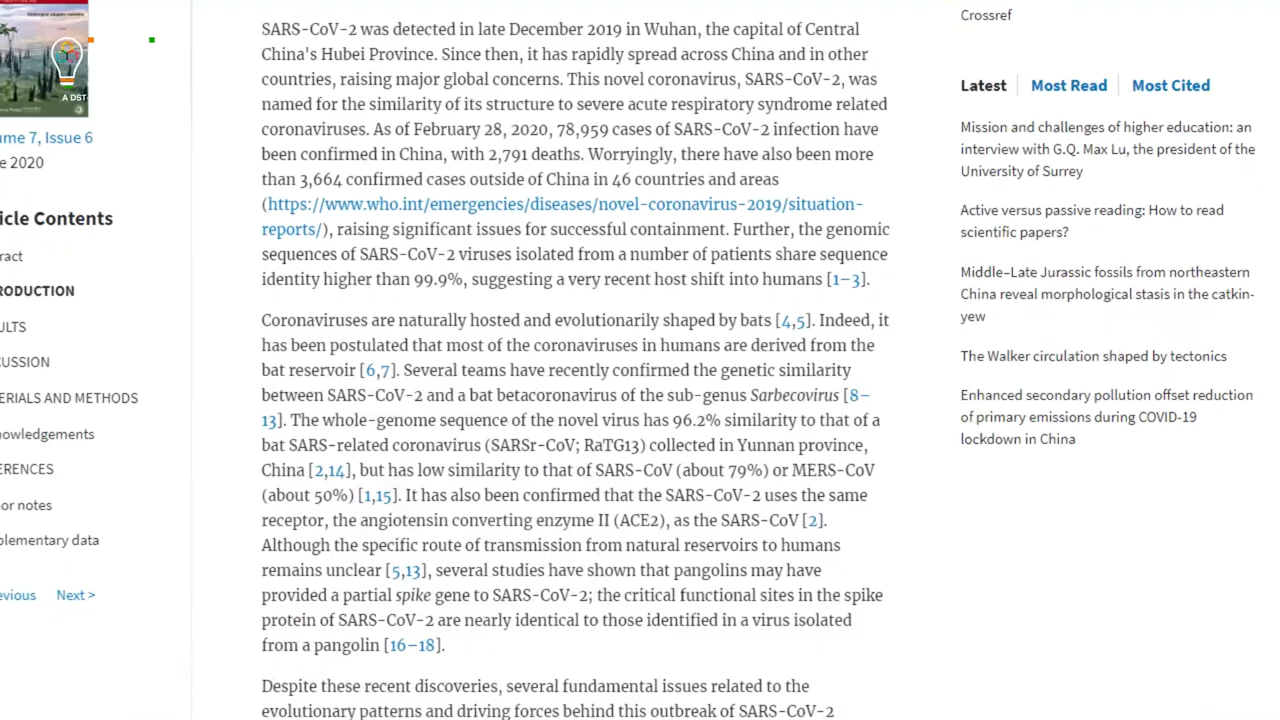 A DST-
ume 7, Issue 6
e 2020
icle Contents
ract
RODUCTION
ULTS
CUSSION
ERIALS AND METHODS
nowledgements
ERENCES
or notes
plementary data
evious Next >
SARS-CoV-2 was detected in late December 2019 in Wuhan, the capital of Central
China's Hubei Province. Since then, it has rapidly spread across China and in other
countries, raising major global concerns. This novel coronavirus, SARS-CoV-2, was
named for the similarity of its structure to severe acute respiratory syndrome related
coronaviruses. As of February 28, 2020, 78,959 cases of SARS-CoV-2 infection have
been confirmed in China, with 2,791 deaths. Worryingly, there have also been more
than 3,664 confirmed cases outside of China in 46 countries and areas
(https://www.who.int/emergencies/diseases/novel-coronavirus-2019/situation-
reports/), raising significant issues for successful containment. Further, the genomic
sequences of SARS-CoV-2 viruses isolated from a number of patients share sequence
identity higher than 99.9%, suggesting a very recent host shift into humans [1–3].
Coronaviruses are naturally hosted and evolutionarily shaped by bats [4,5]. Indeed, it
has been postulated that most of the coronaviruses in humans are derived from the
bat reservoir [6,7]. Several teams have recently confirmed the genetic similarity
between SARS-CoV-2 and a bat betacoronavirus of the sub-genus Sarbecovirus [8–
13]. The whole-genome sequence of the novel virus has 96.2% similarity to that of a
bat SARS-related coronavirus (SARSr-CoV; RaTG13) collected in Yunnan province,
China [2,14], but has low similarity to that of SARS-CoV (about 79%) or MERS-CoV
(about 50%) [1,15]. It has also been confirmed that the SARS-CoV-2 uses the same
receptor, the angiotensin converting enzyme II (ACE2), as the SARS-CoV [2].
Although the specific route of transmission from natural reservoirs to humans
remains unclear [5,13], several studies have shown that pangolins may have
provided a partial spike gene to SARS-CoV-2; the critical functional sites in the spike
protein of SARS-CoV-2 are nearly identical to those identified in a virus isolated
from a pangolin [16–18].
Despite these recent discoveries, several fundamental issues related to the
evolutionary patterns and driving forces behind this outbreak of SARS-CoV-2
Crossref
Latest Most Read Most Cited
Mission and challenges of higher education: an
interview with G.Q. Max Lu, the president of the
University of Surrey
Active versus passive reading: How to read
scientific papers?
Middle–Late Jurassic fossils from northeastern
China reveal morphological stasis in the catkin-
yew
The Walker circulation shaped by tectonics
Enhanced secondary pollution offset reduction
of primary emissions during COVID-19
lockdown in China